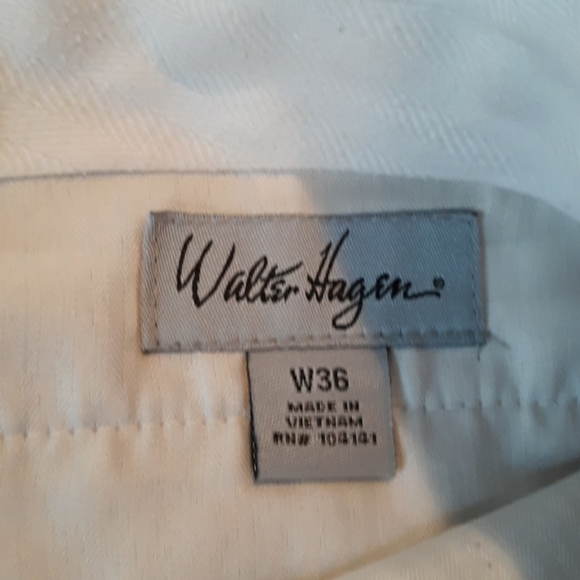 Walter Hagen®
W36
MADE IN
VIETNAM
RN# 104141